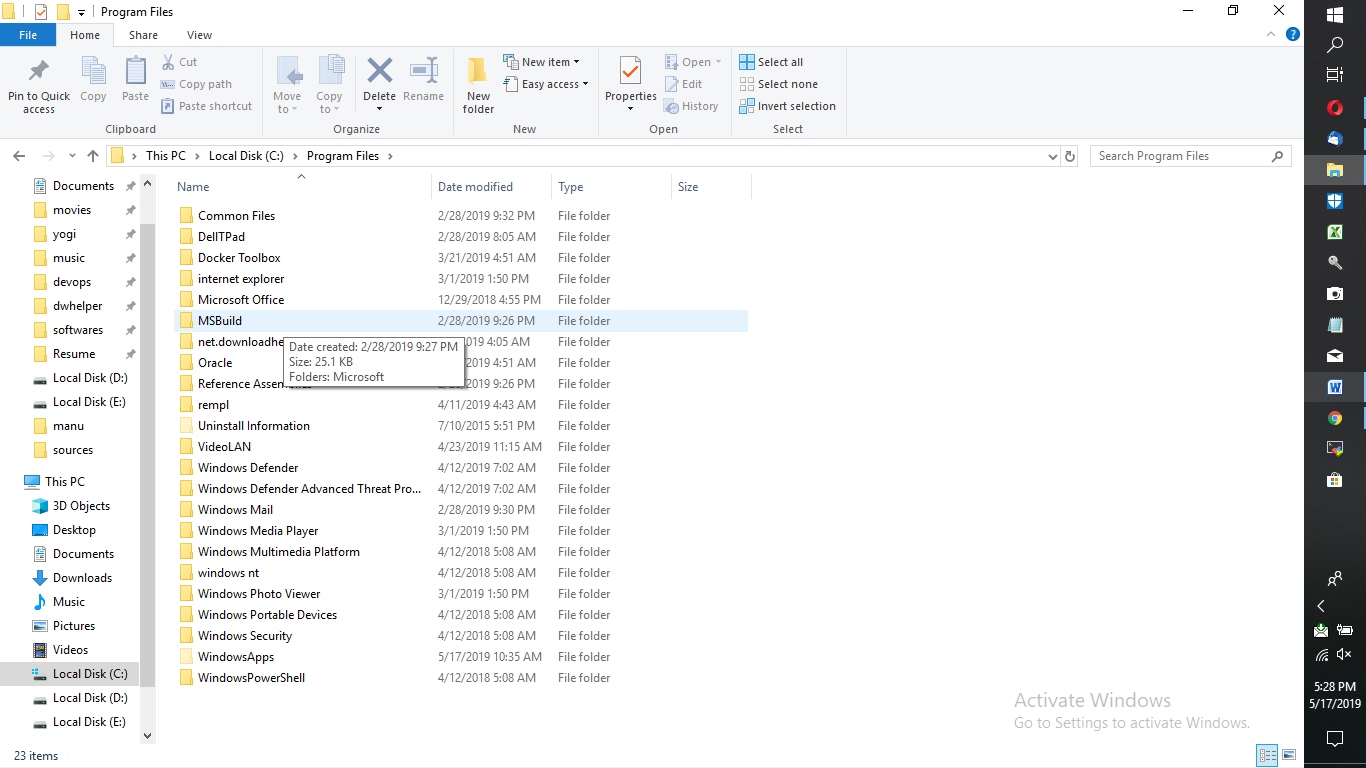 Program Files
File Home Share View
Pin to Quick access
Copy
Paste
Cut
Copy path
Paste shortcut
Clipboard
Move to
Copy to
Delete
Rename
Organize
New folder
New item
Easy access
New
Properties
Open
Edit
History
Open
Select all
Select none
Invert selection
Select
This PC > Local Disk (C:) > Program Files >
Search Program Files
Documents
movies
yogi
music
devops
dwhelper
softwares
Resume
Local Disk (D:)
Local Disk (E:)
manu
sources
This PC
3D Objects
Desktop
Documents
Downloads
Music
Pictures
Videos
Local Disk (C:)
Local Disk (D:)
Local Disk (E:)
Name Date modified Type Size
Common Files 2/28/2019 9:32 PM File folder
DellTPad 2/28/2019 8:05 AM File folder
Docker Toolbox 3/21/2019 4:51 AM File folder
internet explorer 3/1/2019 1:50 PM File folder
Microsoft Office 12/29/2018 4:55 PM File folder
MSBuild 2/28/2019 9:26 PM File folder
net.downloadhe 4:05 AM File folder
Oracle 4:51 AM File folder
Reference 9:26 PM File folder
rempl 4/11/2019 4:43 AM File folder
Uninstall Information 7/10/2015 5:51 PM File folder
VideoLAN 4/23/2019 11:15 AM File folder
Windows Defender 4/12/2019 7:02 AM File folder
Windows Defender Advanced Threat Pro... 4/12/2019 7:02 AM File folder
Windows Mail 2/28/2019 9:30 PM File folder
Windows Media Player 3/1/2019 1:50 PM File folder
Windows Multimedia Platform 4/12/2018 5:08 AM File folder
windows nt 4/12/2018 5:08 AM File folder
Windows Photo Viewer 3/1/2019 1:50 PM File folder
Windows Portable Devices 4/12/2018 5:08 AM File folder
Windows Security 4/12/2018 5:08 AM File folder
WindowsApps 5/17/2019 10:35 AM File folder
WindowsPowerShell 4/12/2018 5:08 AM File folder
Date created: 2/28/2019 9:27 PM
Size: 25.1 KB
Folders: Microsoft
Activate Windows
Go to Settings to activate Windows.
23 items
5:28 PM
5/17/2019